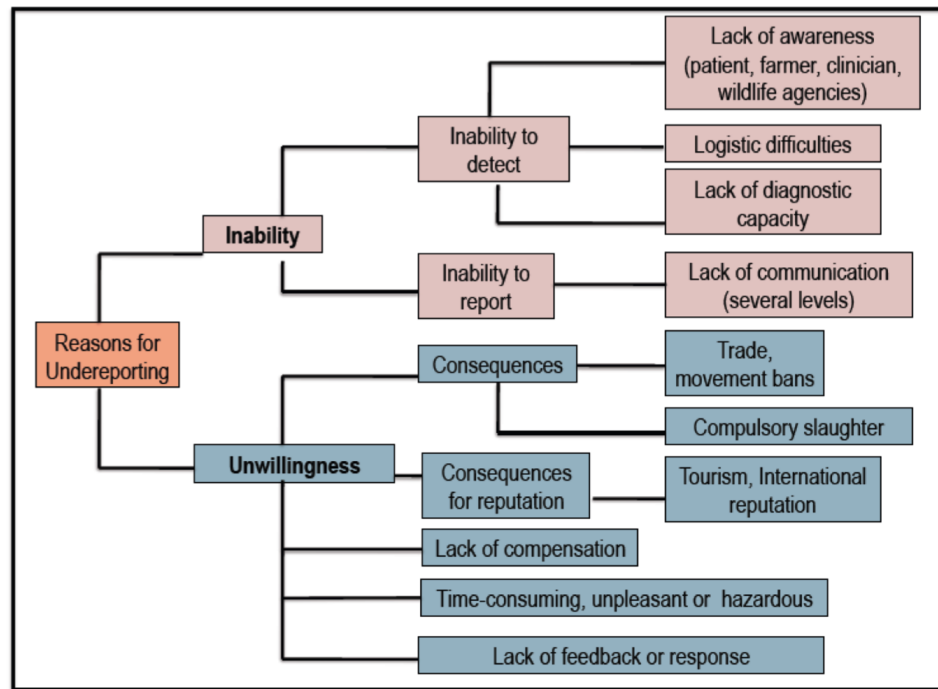 Lack of awareness
(patient, farmer, clinician,
wildlife agencies)
Inability to
detect
Logistic difficulties
Lack of diagnostic
capacity
Inability
Inability to
report
Lack of communication
(several levels)
Reasons for
Undereporting
Consequences
Trade,
movement bans
Compulsory slaughter
Unwillingness
Consequences
for reputation
Tourism, International
reputation
Lack of compensation
Time-consuming, unpleasant or hazardous
Lack of feedback or response